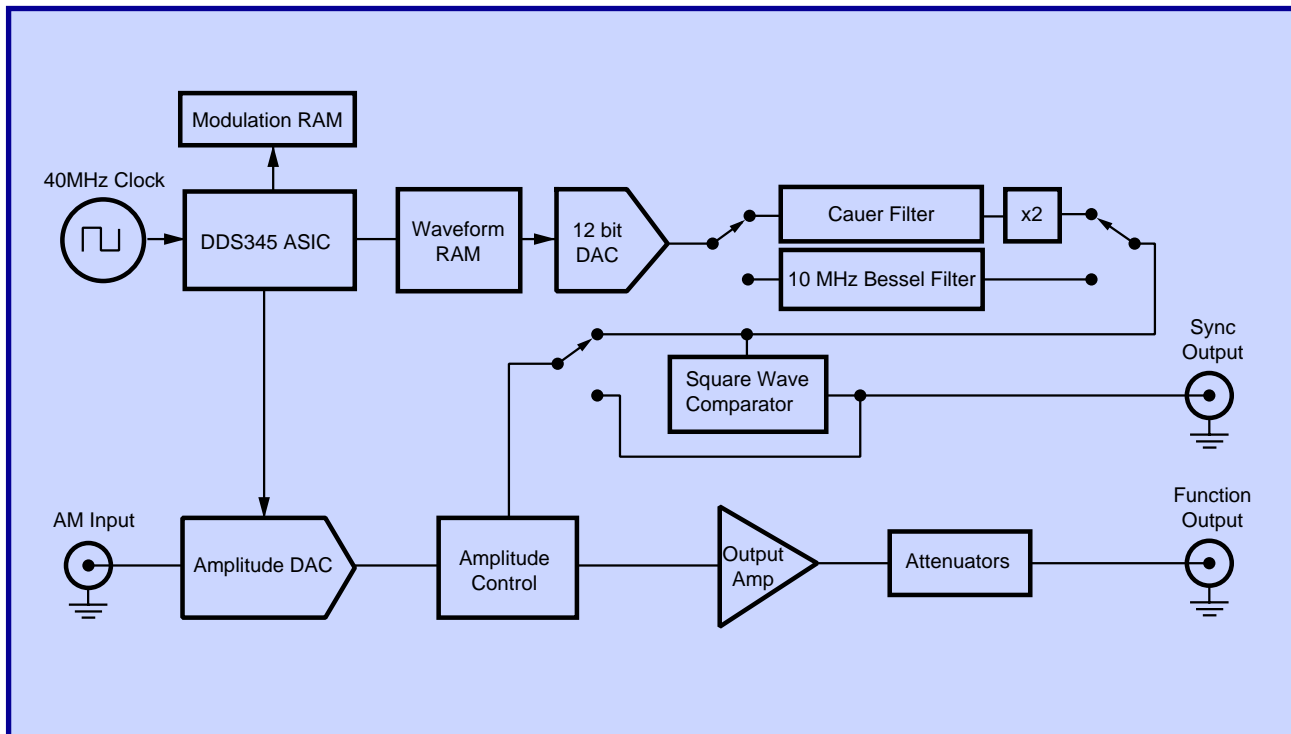 Modulation RAM
40MHz Clock
DDS345 ASIC
Waveform
RAM
12 bit
DAC
Cauer Filter
x2
10 MHz Bessel Filter
Sync
Output
Square Wave
Comparator
AM Input
Amplitude DAC
Amplitude
Control
Output
Amp
Attenuators
Function
Output